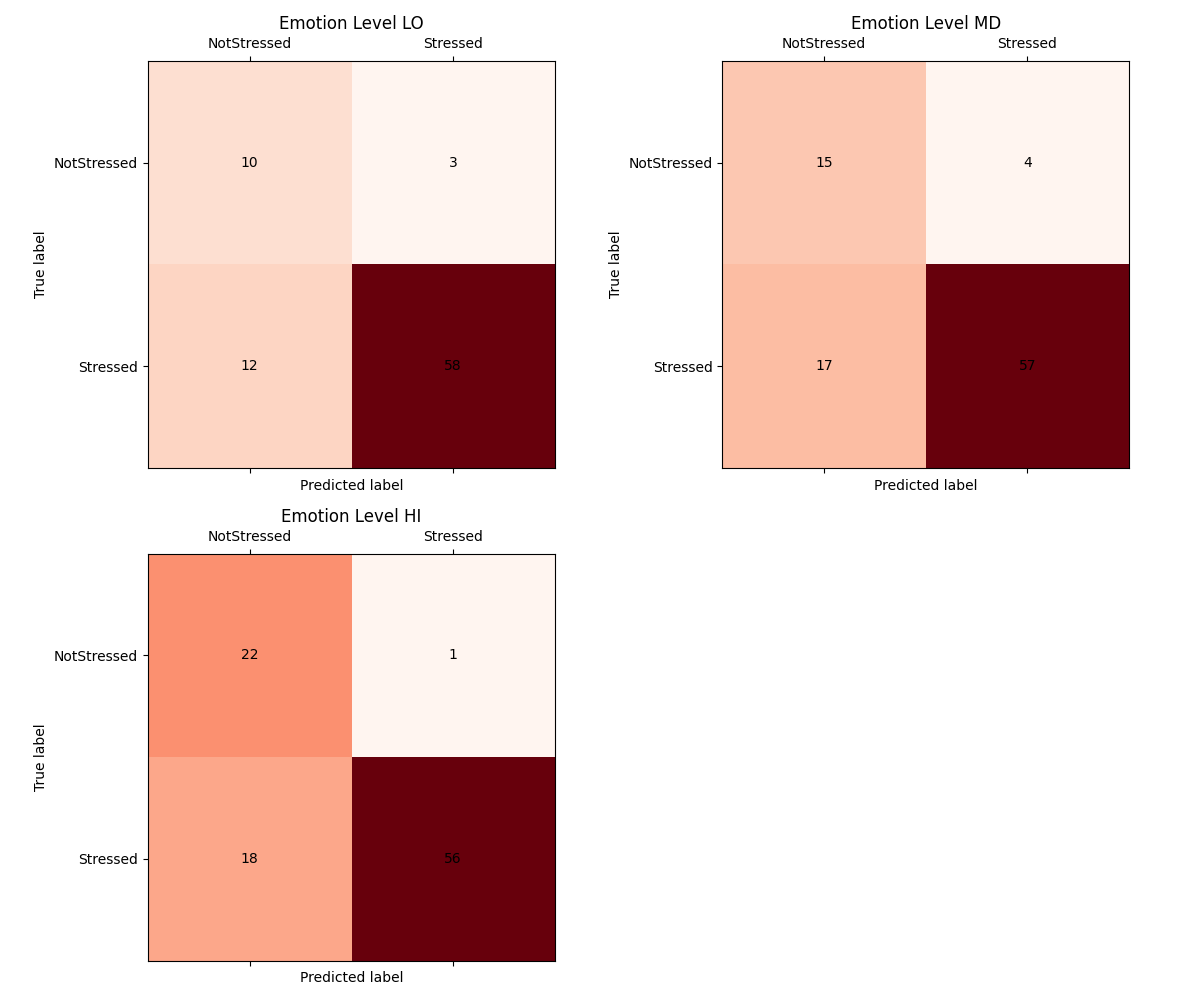 Emotion Level LO
NotStressed Stressed
NotStressed 10 3
True label
Stressed 12 58
Predicted label
Emotion Level MD
NotStressed Stressed
NotStressed 15 4
True label
Stressed 17 57
Predicted label
Emotion Level HI
NotStressed Stressed
NotStressed 22 1
True label
Stressed 18 56
Predicted label